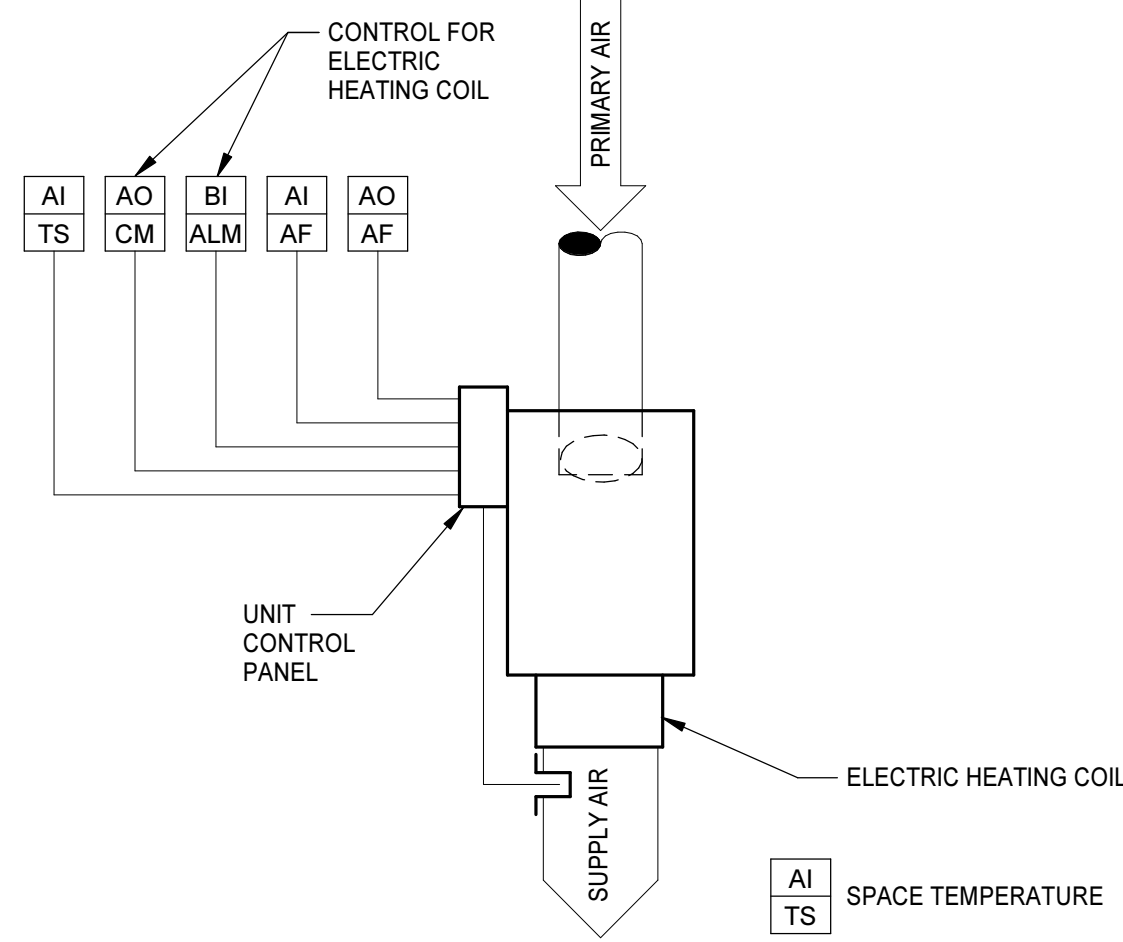 CONTROL FOR
ELECTRIC
HEATING COIL
PRIMARY AIR
AI
AO
BI
AI
AO
TS
CM
ALM
AF
AF
UNIT
CONTROL
PANEL
ELECTRIC HEATING COIL
SUPPLY AIR
AI
TS
SPACE TEMPERATURE